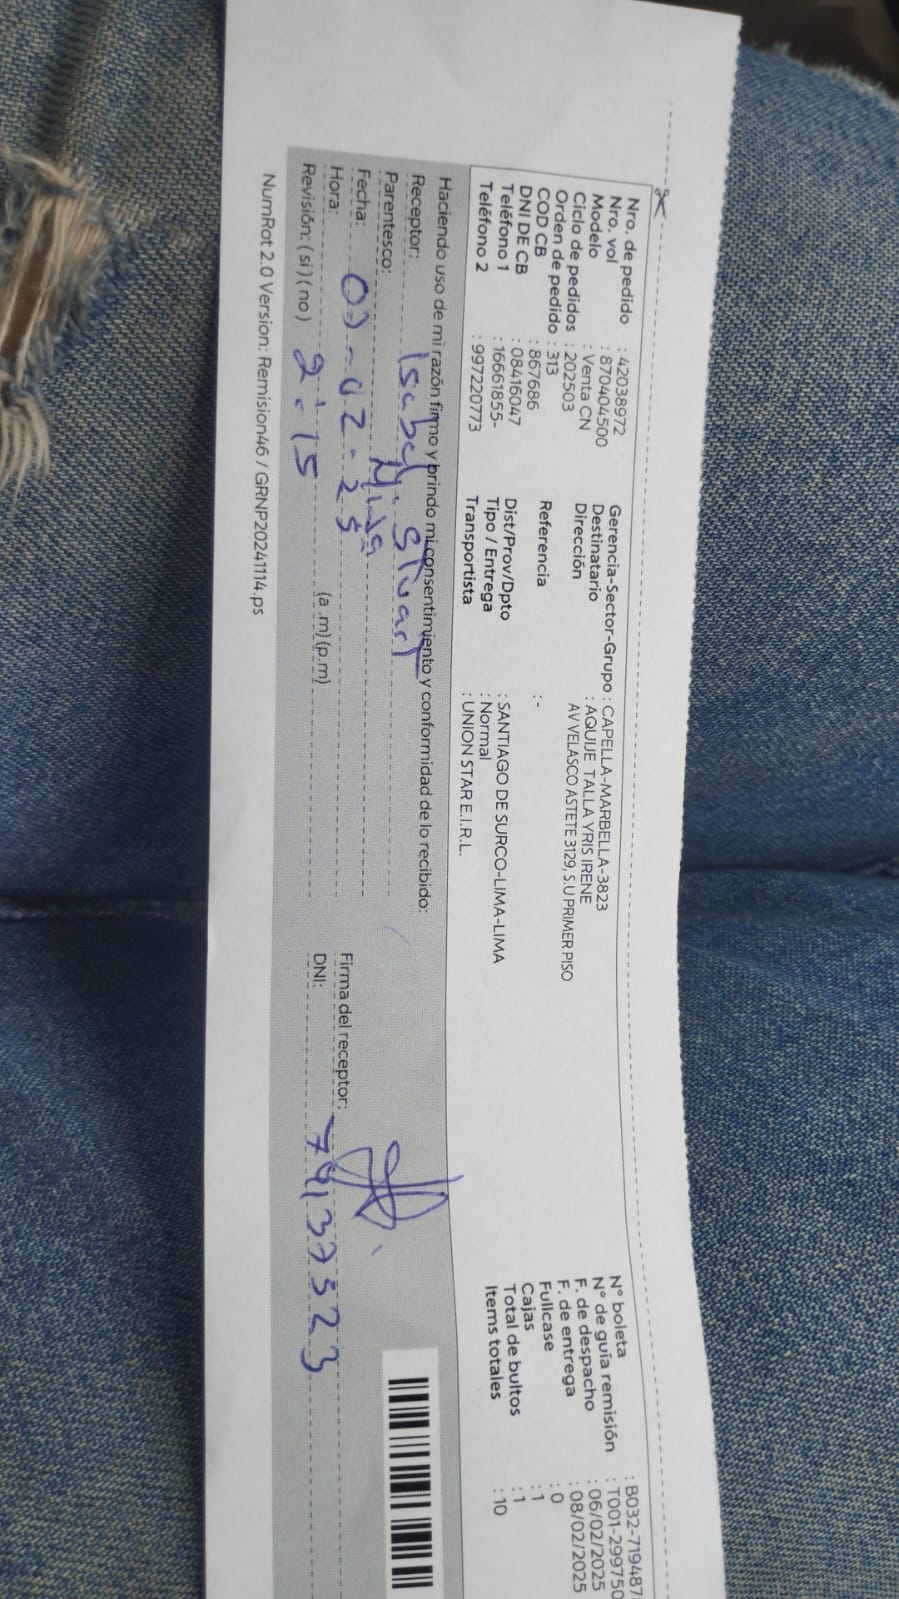 Nro. de pedido : 42038972
Nro. vol : 870404500
Modelo : Venta CN
Ciclo de pedidos : 202503
Orden de pedido : 313
COD CB : 867686
DNI DE CB : 08416047
Teléfono 1 : 16661855-
Teléfono 2 : 997220773
Gerencia-Sector-Grupo : CAPELLA-MARBELLA-3823
Destinatario : AQUIJE TALLA YRIS IRENE
Dirección AV VELASCO ASTETE 3129, S.U PRIMER PISO
Referencia :-
Dist/Prov/Dpto : SANTIAGO DE SURCO-LIMA-LIMA
Tipo / Entrega : Normal
Transportista : UNION STAR E.I.R.L.
N° boleta : B032-719487
N° de guía remisión : T001-299750
F. de despacho : 06/02/2025
F. de entrega : 08/02/2025
Fullcase : 0
Cajas : 1
Total de bultos : 1
Items totales : 10
Haciendo uso de mi razón firmo y brindo mi consentimiento y conformidad de lo recibido:
Receptor: Isabel Stuart
Parentesco:
Fecha: 07-02-25
Hora: 2:15 (a.m)(p.m)
Revisión: (si)(no)
Firma del receptor:
DNI:
NumRot 2.0 Version: Remision46 / GRNP20241114.ps